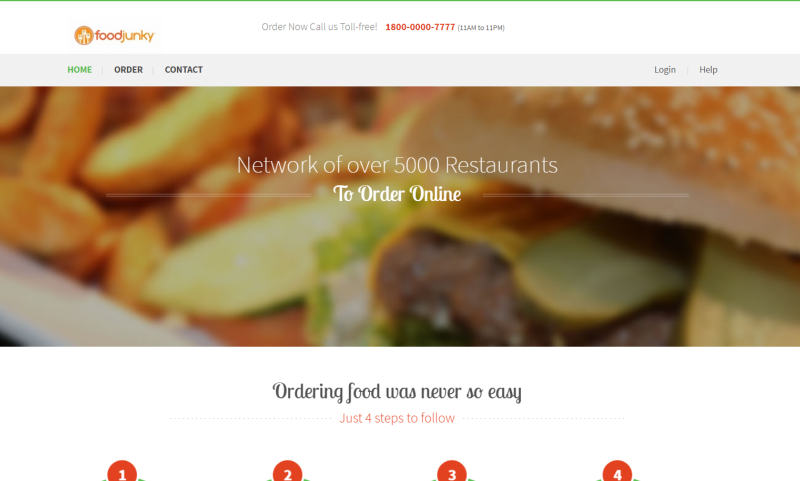 Order Now Call us Toll-free! 1800-0000-7777 (11AM to 11PM)
foodjunky
HOME ORDER CONTACT Login Help
Network of over 5000 Restaurants
To Order Online
Ordering food was never so easy
Just 4 steps to follow
1 2 3 4